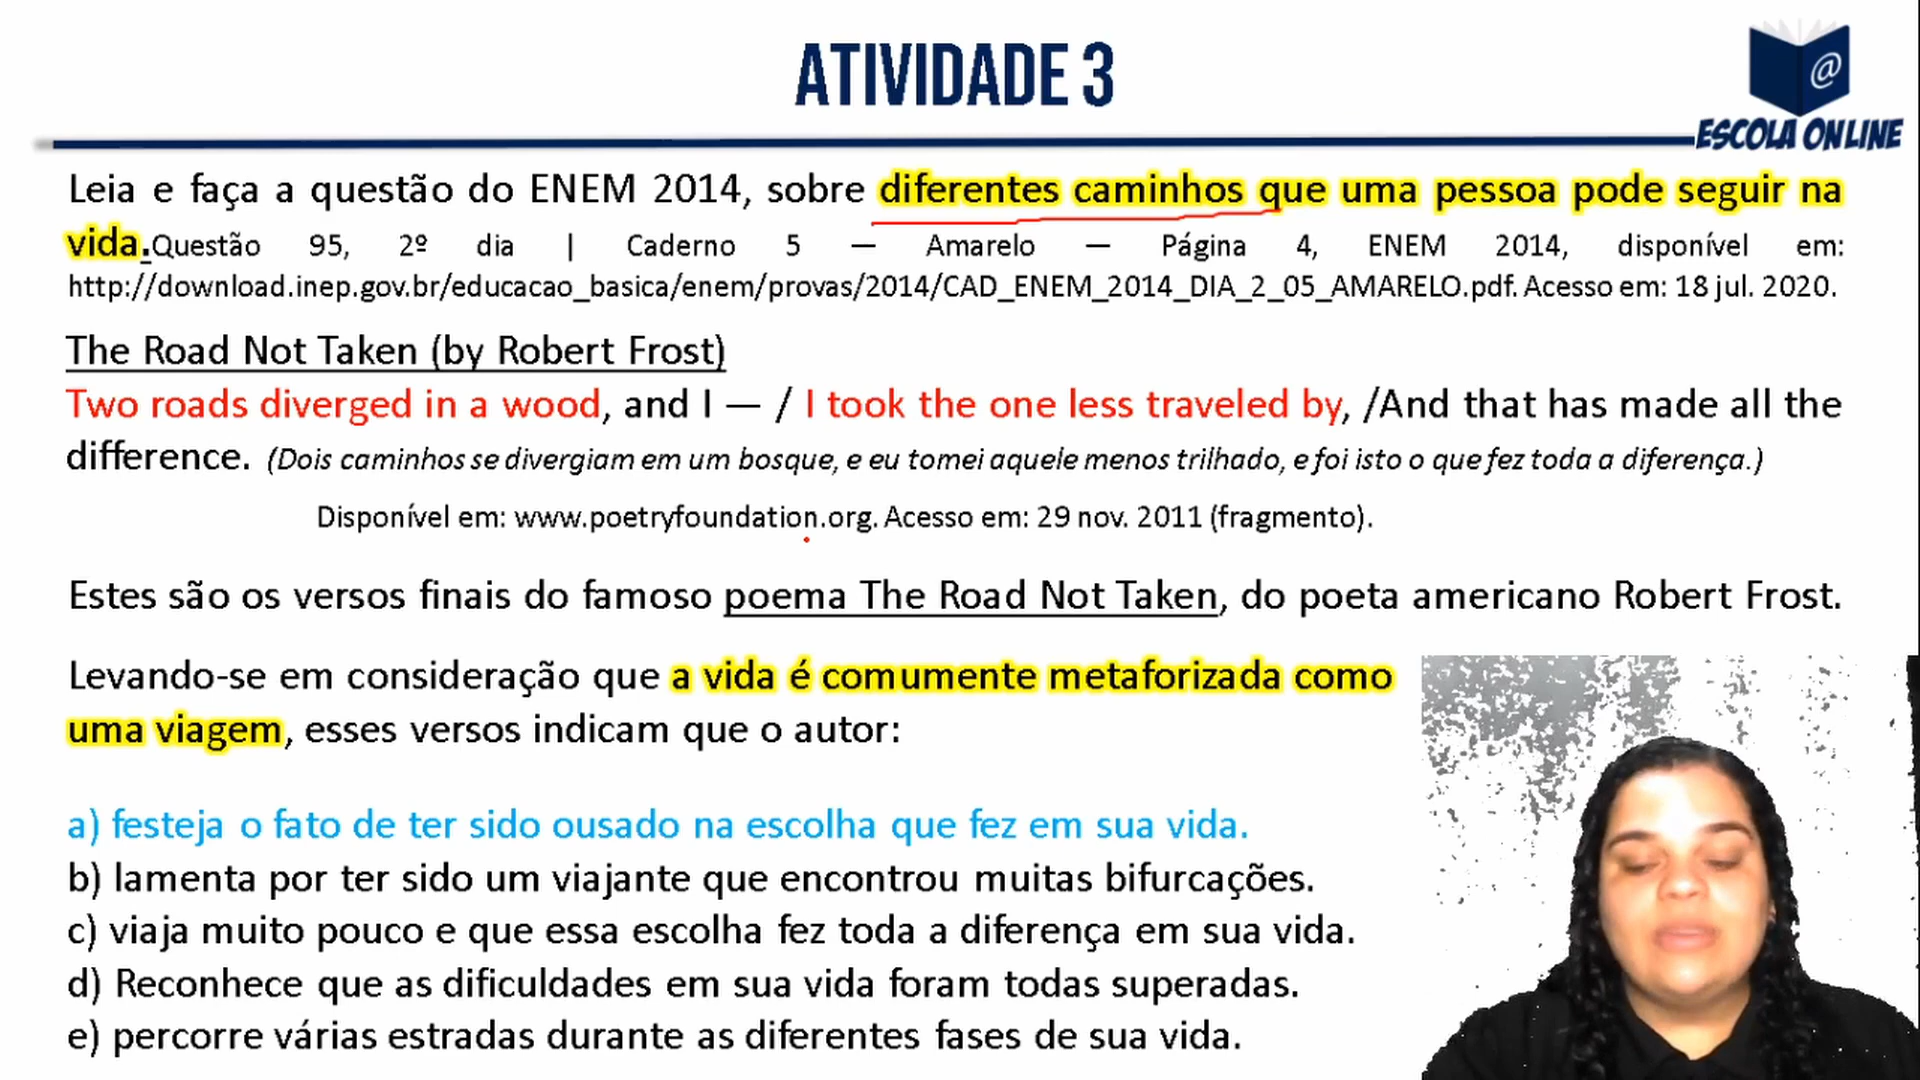 ATIVIDADE 3
@
ESCOLA ONLINE
Leia e faça a questão do ENEM 2014, sobre diferentes caminhos que uma pessoa pode seguir na
vida. Questão 95, 2º dia | Caderno 5 — Amarelo — Página 4, ENEM 2014, disponível em:
http://download.inep.gov.br/educacao_basica/enem/provas/2014/CAD_ENEM_2014_DIA_2_05_AMARELO.pdf. Acesso em: 18 jul. 2020.
The Road Not Taken (by Robert Frost)
Two roads diverged in a wood, and I — / I took the one less traveled by, /And that has made all the
difference. (Dois caminhos se divergiam em um bosque, e eu tomei aquele menos trilhado, e foi isto o que fez toda a diferença.)
Disponível em: www.poetryfoundation.org. Acesso em: 29 nov. 2011 (fragmento).
Estes são os versos finais do famoso poema The Road Not Taken, do poeta americano Robert Frost.
Levando-se em consideração que a vida é comumente metaforizada como
uma viagem, esses versos indicam que o autor:
a) festeja o fato de ter sido ousado na escolha que fez em sua vida.
b) lamenta por ter sido um viajante que encontrou muitas bifurcações.
c) viaja muito pouco e que essa escolha fez toda a diferença em sua vida.
d) Reconhece que as dificuldades em sua vida foram todas superadas.
e) percorre várias estradas durante as diferentes fases de sua vida.